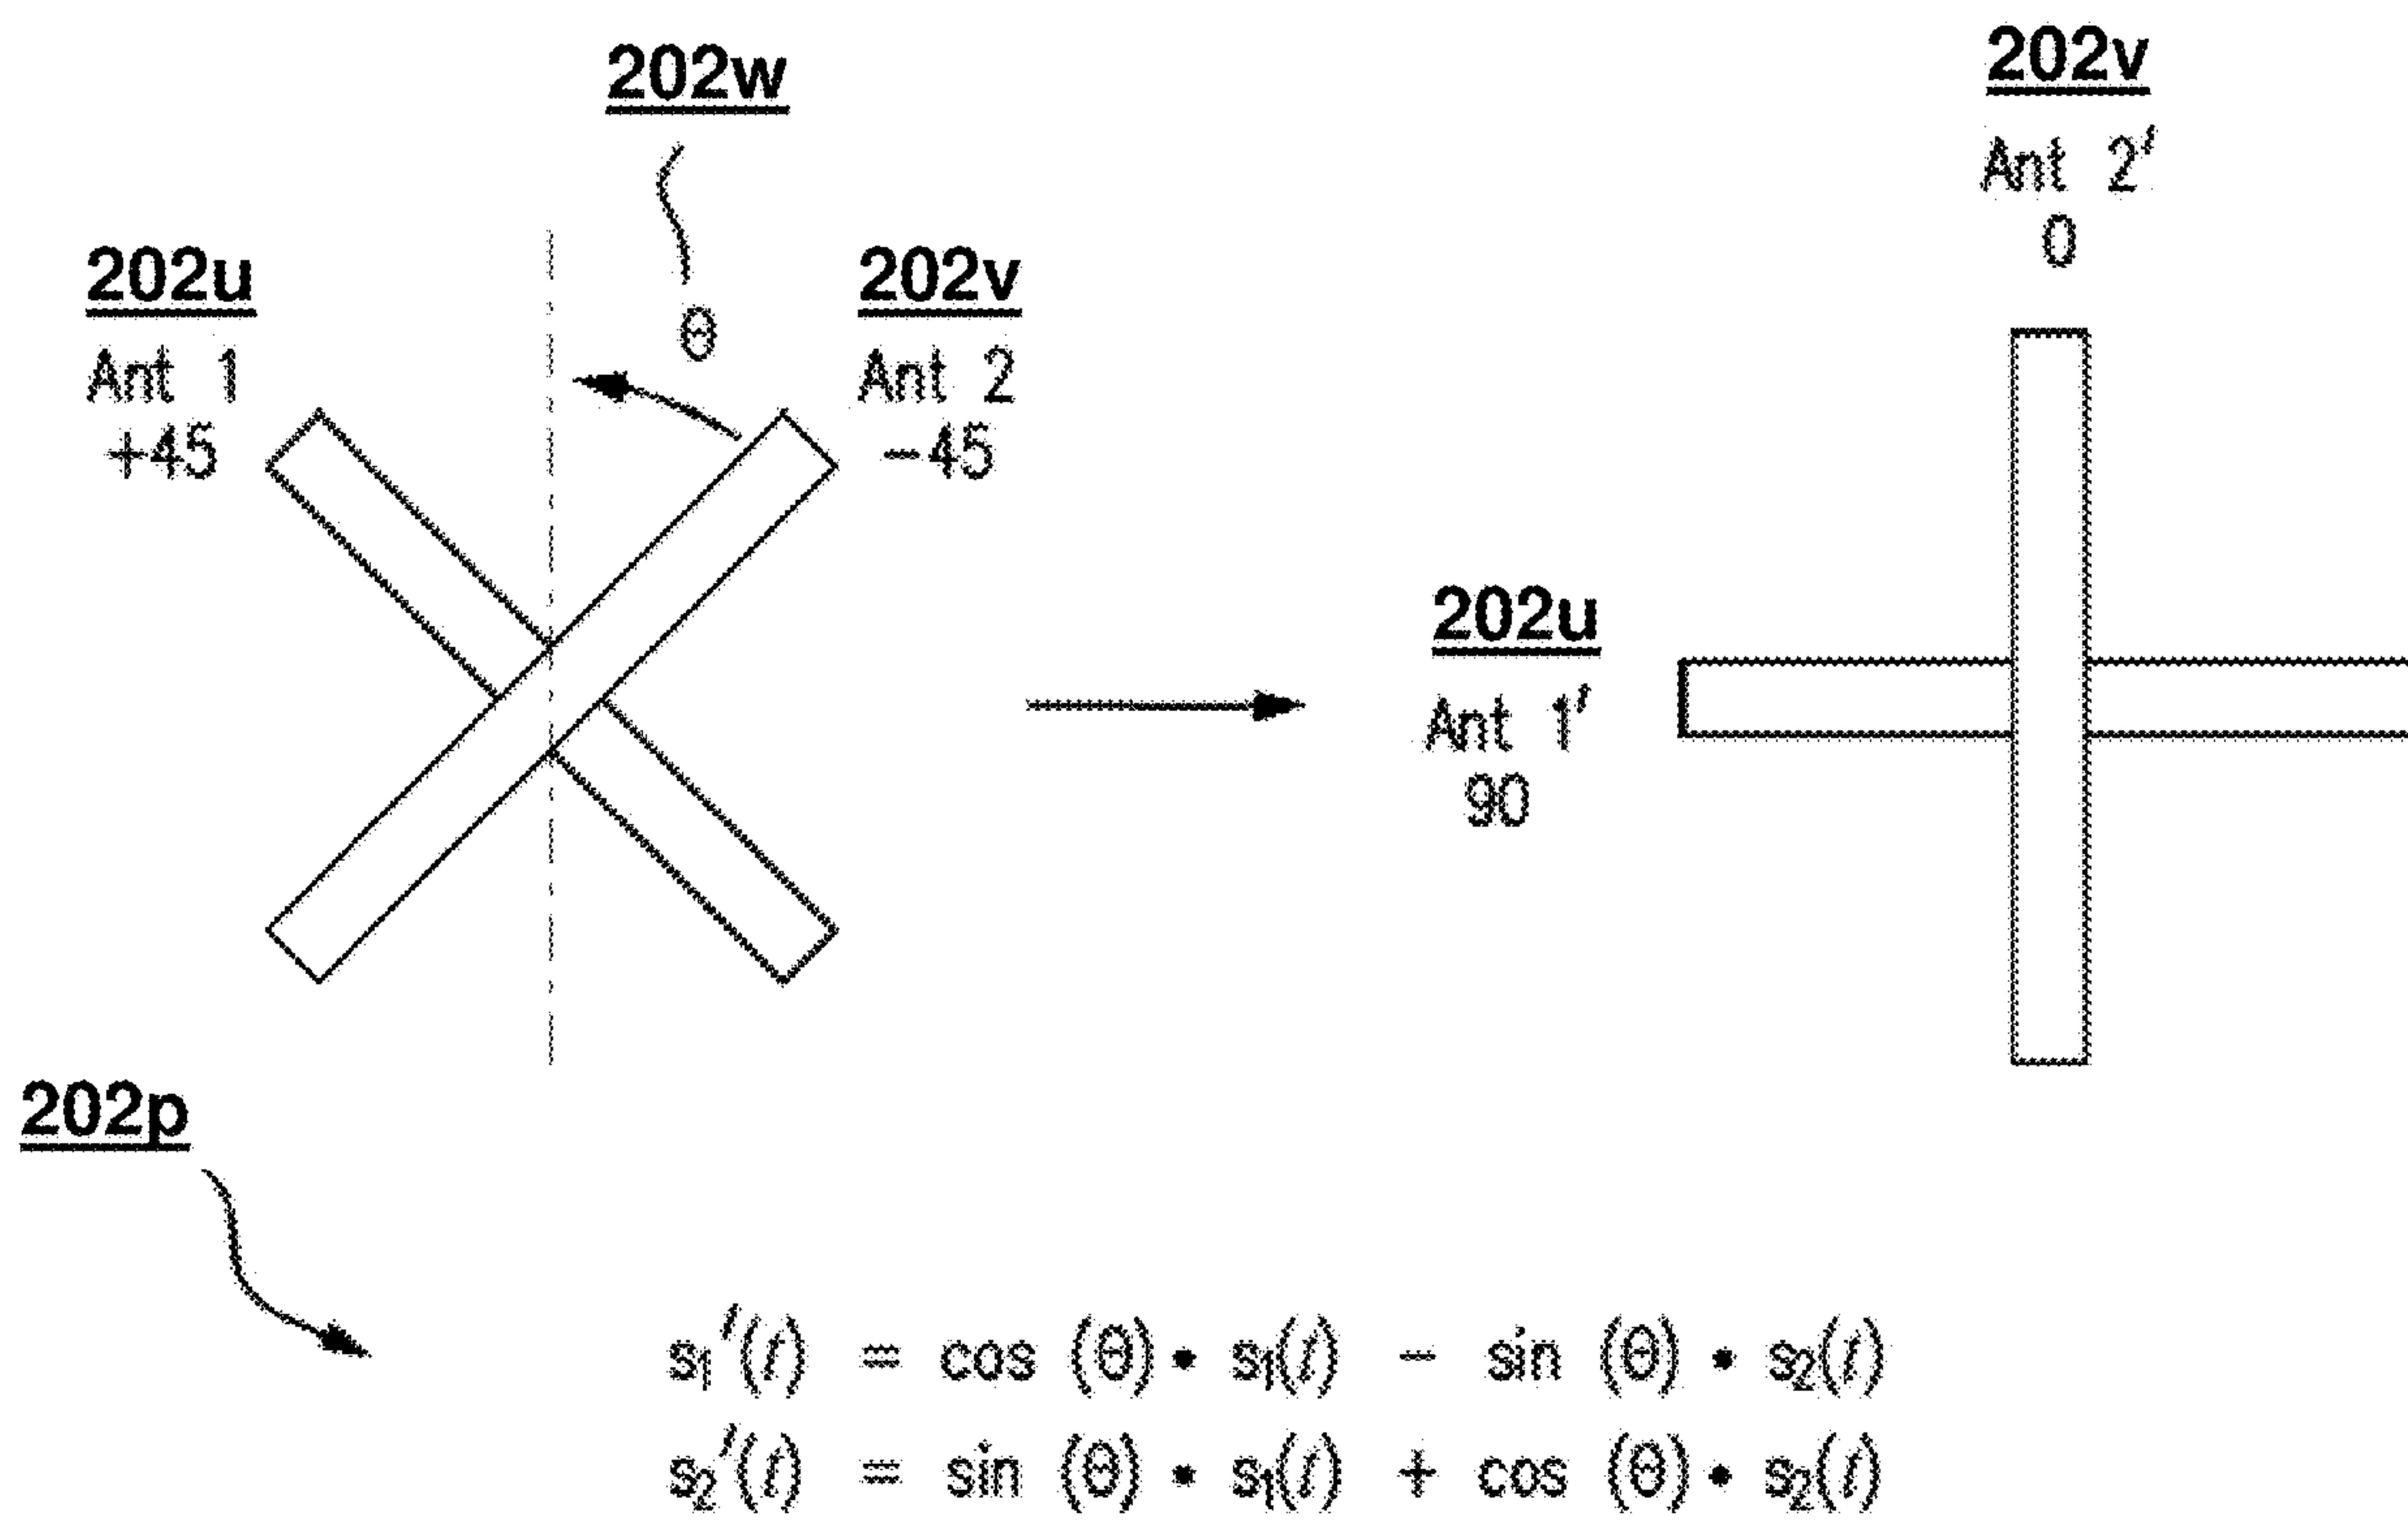 202w
202v
Ant 2′
0
202u
Ant 1
+45
θ
202v
Ant 2
−45
202u
Ant 1′
90
202p
s₁′(t) = cos (θ) • s₁(t) − sin (θ) • s₂(t)
s₂′(t) = sin (θ) • s₁(t) + cos (θ) • s₂(t)